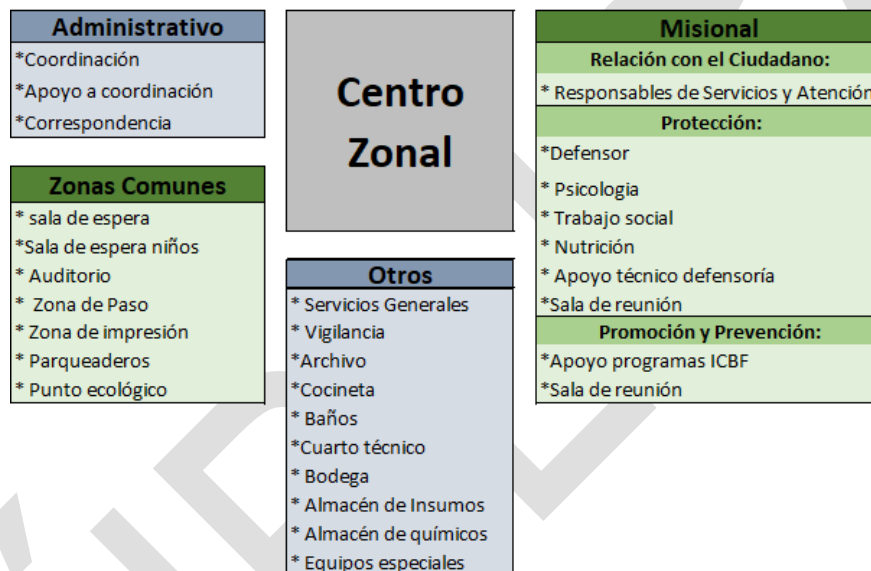 Administrativo
*Coordinación
*Apoyo a coordinación
*Correspondencia
Zonas Comunes
* sala de espera
*Sala de espera niños
* Auditorio
* Zona de Paso
* Zona de impresión
* Parqueaderos
* Punto ecológico
Centro
Zonal
Otros
* Servicios Generales
* Vigilancia
*Archivo
*Cocineta
* Baños
*Cuarto técnico
* Bodega
* Almacén de Insumos
* Almacén de químicos
* Equipos especiales
Misional
Relación con el Ciudadano:
* Responsables de Servicios y Atención
Protección:
*Defensor
* Psicologia
* Trabajo social
* Nutrición
* Apoyo técnico defensoría
*Sala de reunión
Promoción y Prevención:
*Apoyo programas ICBF
*Sala de reunión